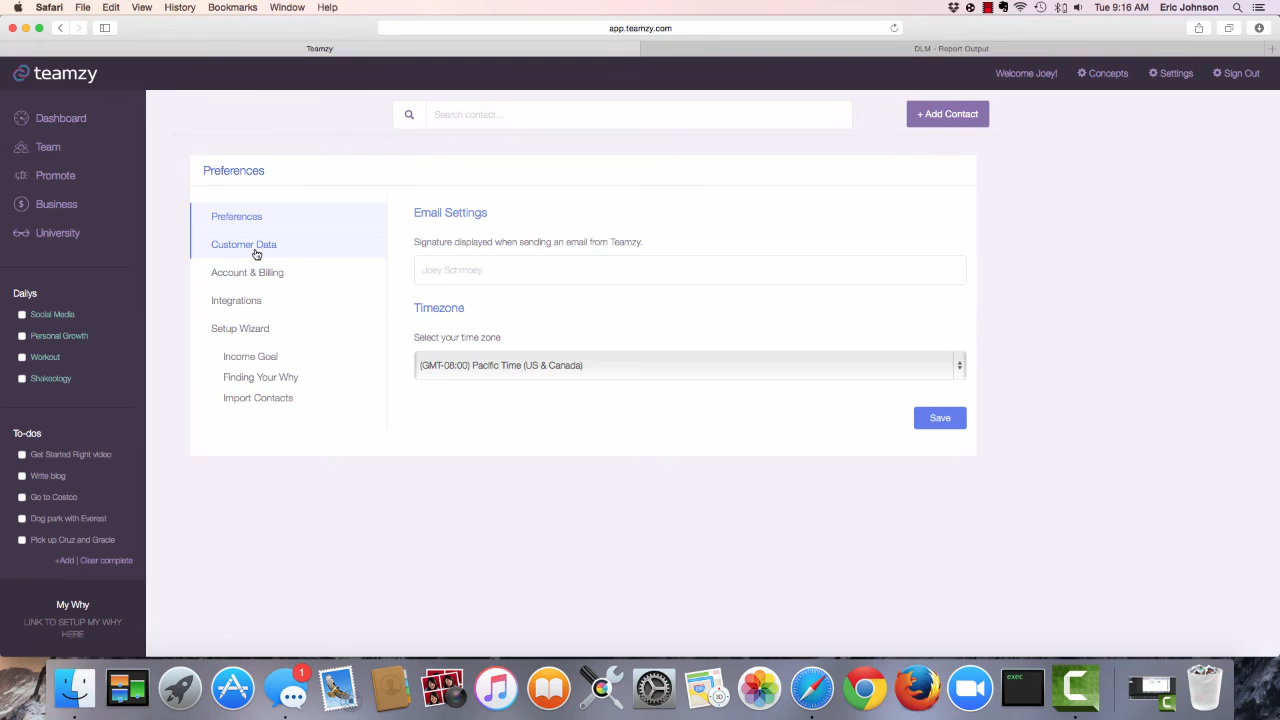 Safari File Edit View History Bookmarks Window Help
Tue 9:16 AM Eric Johnson
app.teamzy.com
Teamzy
DLM - Report Output
teamzy
Welcome Joey!
Concepts
Settings
Sign Out
Dashboard
Team
Promote
Business
University
Dailys
Social Media
Personal Growth
Workout
Shakeology
To-dos
Get Started Right video
Write blog
Go to Costco
Dog park with Everest
Pick up Cruz and Gracie
+Add | Clear complete
My Why
LINK TO SETUP MY WHY
HERE
Search contact...
+ Add Contact
Preferences
Preferences
Customer Data
Account & Billing
Integrations
Setup Wizard
Income Goal
Finding Your Why
Import Contacts
Email Settings
Signature displayed when sending an email from Teamzy.
Joey Schmoey
Timezone
Select your time zone
(GMT-08:00) Pacific Time (US & Canada)
Save
1
3D
exec